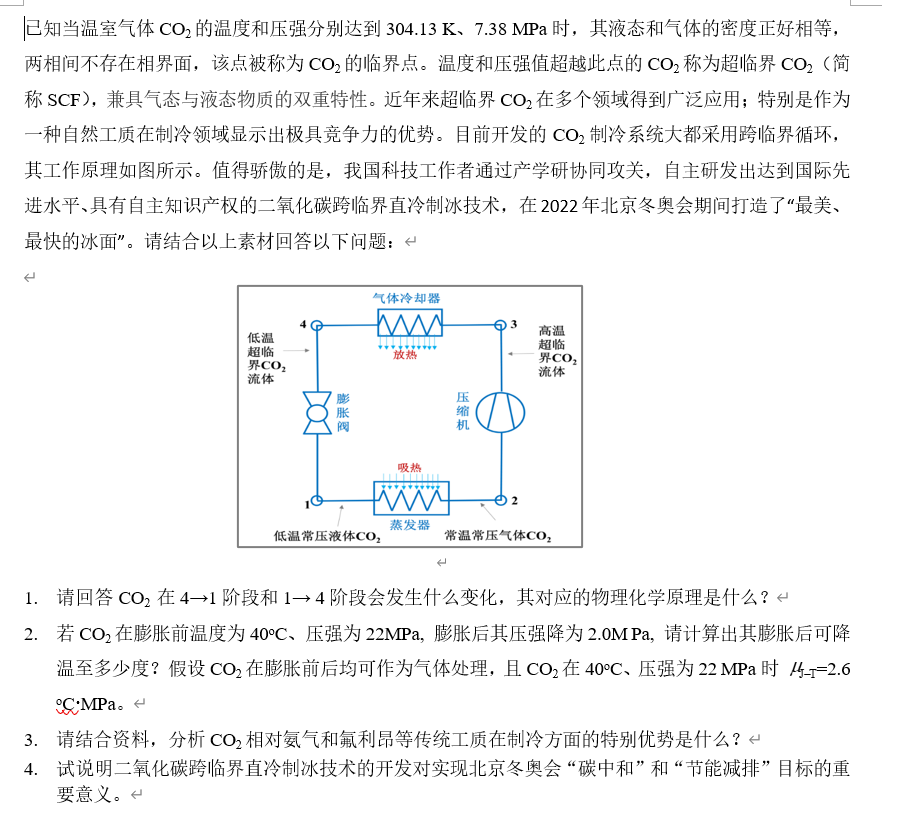 已知当温室气体 CO₂ 的温度和压强分别达到 304.13 K、7.38 MPa 时，其液态和气体的密度正好相等，
两相间不存在相界面，该点被称为 CO₂ 的临界点。温度和压强值超越此点的 CO₂ 称为超临界 CO₂（简
称 SCF），兼具气态与液态物质的双重特性。近年来超临界 CO₂ 在多个领域得到广泛应用；特别是作为
一种自然工质在制冷领域显示出极具竞争力的优势。目前开发的 CO₂ 制冷系统大都采用跨临界循环，
其工作原理如图所示。值得骄傲的是，我国科技工作者通过产学研协同攻关，自主研发出达到国际先
进水平、具有自主知识产权的二氧化碳跨临界直冷制冰技术，在 2022 年北京冬奥会期间打造了“最美、
最快的冰面”。请结合以上素材回答以下问题：
气体冷却器
4
3
低温
超临
界CO₂
流体
放热
高温
超临
界CO₂
流体
膨
胀
阀
压
缩
机
吸热
1
2
蒸发器
低温常压液体CO₂
常温常压气体CO₂
1. 请回答 CO₂ 在 4→1 阶段和 1→ 4 阶段会发生什么变化，其对应的物理化学原理是什么？
2. 若 CO₂ 在膨胀前温度为 40ºC、压强为 22MPa, 膨胀后其压强降为 2.0M Pa, 请计算出其膨胀后可降
温至多少度？假设 CO₂ 在膨胀前后均可作为气体处理，且 CO₂ 在 40ºC、压强为 22 MPa 时 μJ-T=2.6
ºC·MPa。
3. 请结合资料，分析 CO₂ 相对氨气和氟利昂等传统工质在制冷方面的特别优势是什么？
4. 试说明二氧化碳跨临界直冷制冰技术的开发对实现北京冬奥会“碳中和”和“节能减排”目标的重
要意义。